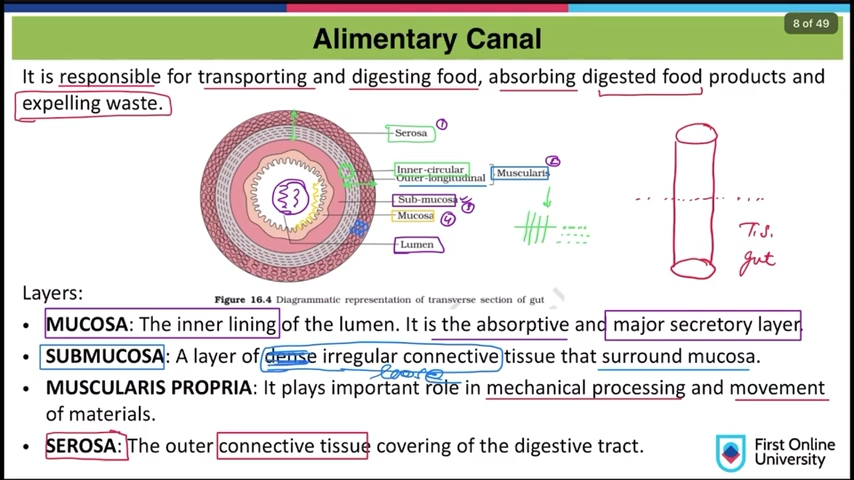 8 of 49
Alimentary Canal
It is responsible for transporting and digesting food, absorbing digested food products and
expelling waste.
Serosa 1
Inner-circular
Outer-longitudinal
Muscularis
Sub-mucosa 3
Mucosa 4
Lumen
T.S.
gut
Figure 16.4 Diagrammatic representation of transverse section of gut
Layers:
• MUCOSA: The inner lining of the lumen. It is the absorptive and major secretory layer.
• SUBMUCOSA: A layer of dense irregular connective tissue that surround mucosa.
loose
• MUSCULARIS PROPRIA: It plays important role in mechanical processing and movement
of materials.
• SEROSA: The outer connective tissue covering of the digestive tract.
First Online
University